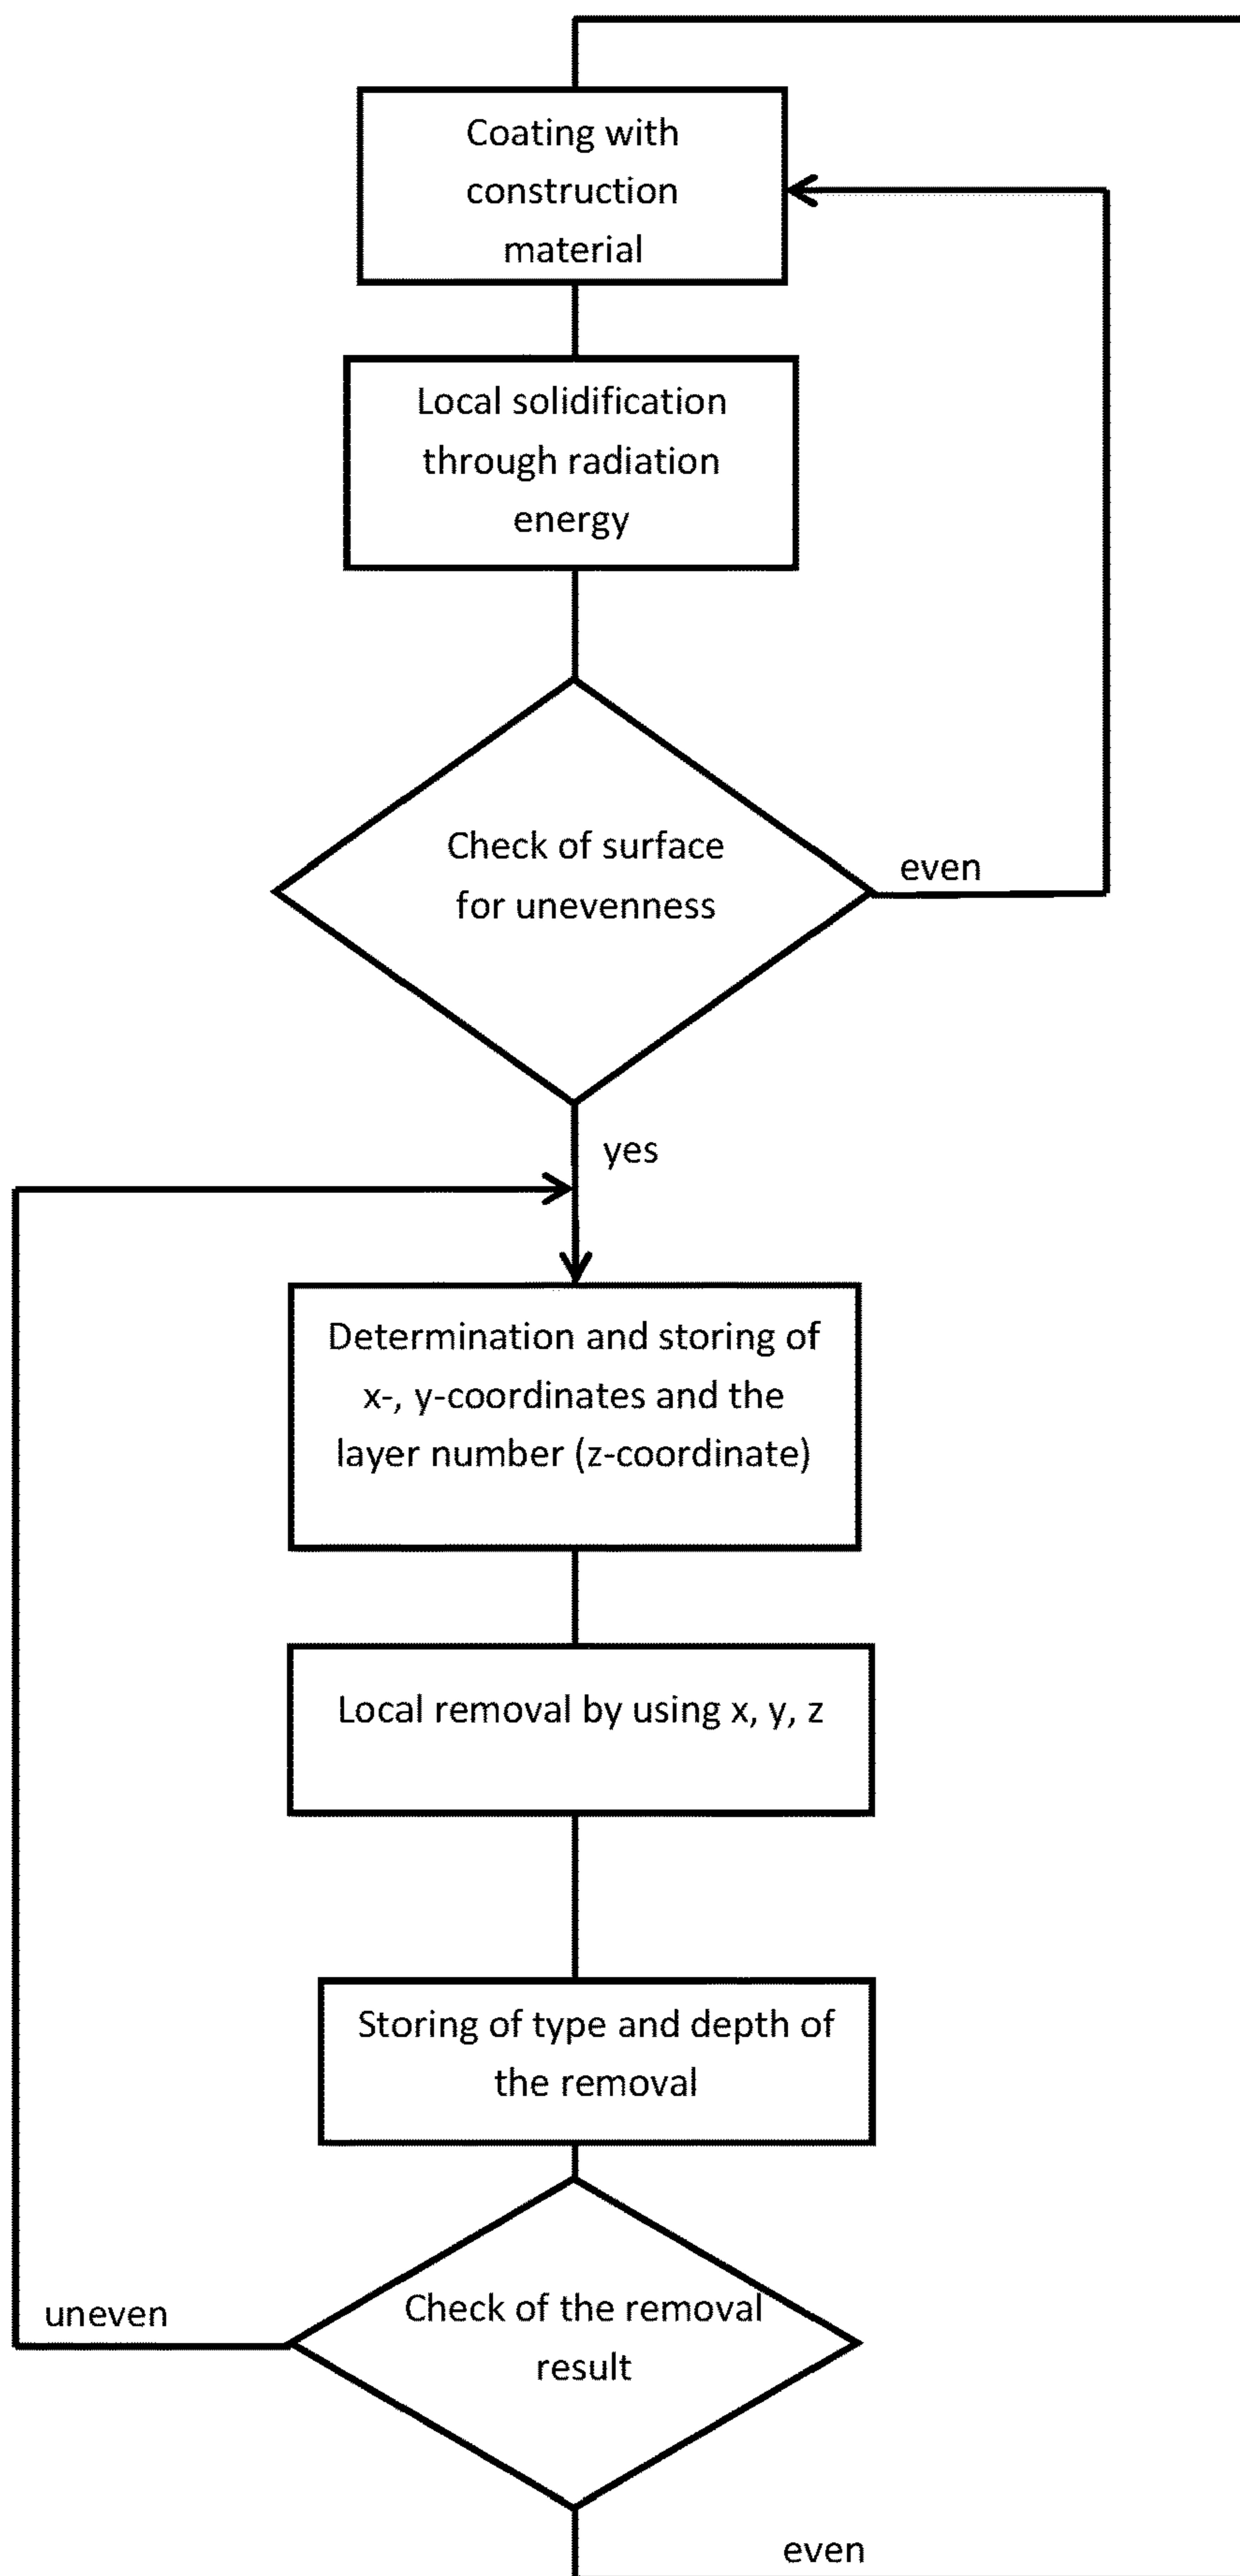 Coating with
construction
material
Local solidification
through radiation
energy
Check of surface
for unevenness
even
yes
Determination and storing of
x-, y-coordinates and the
layer number (z-coordinate)
Local removal by using x, y, z
Storing of type and depth of
the removal
uneven
Check of the removal
result
even